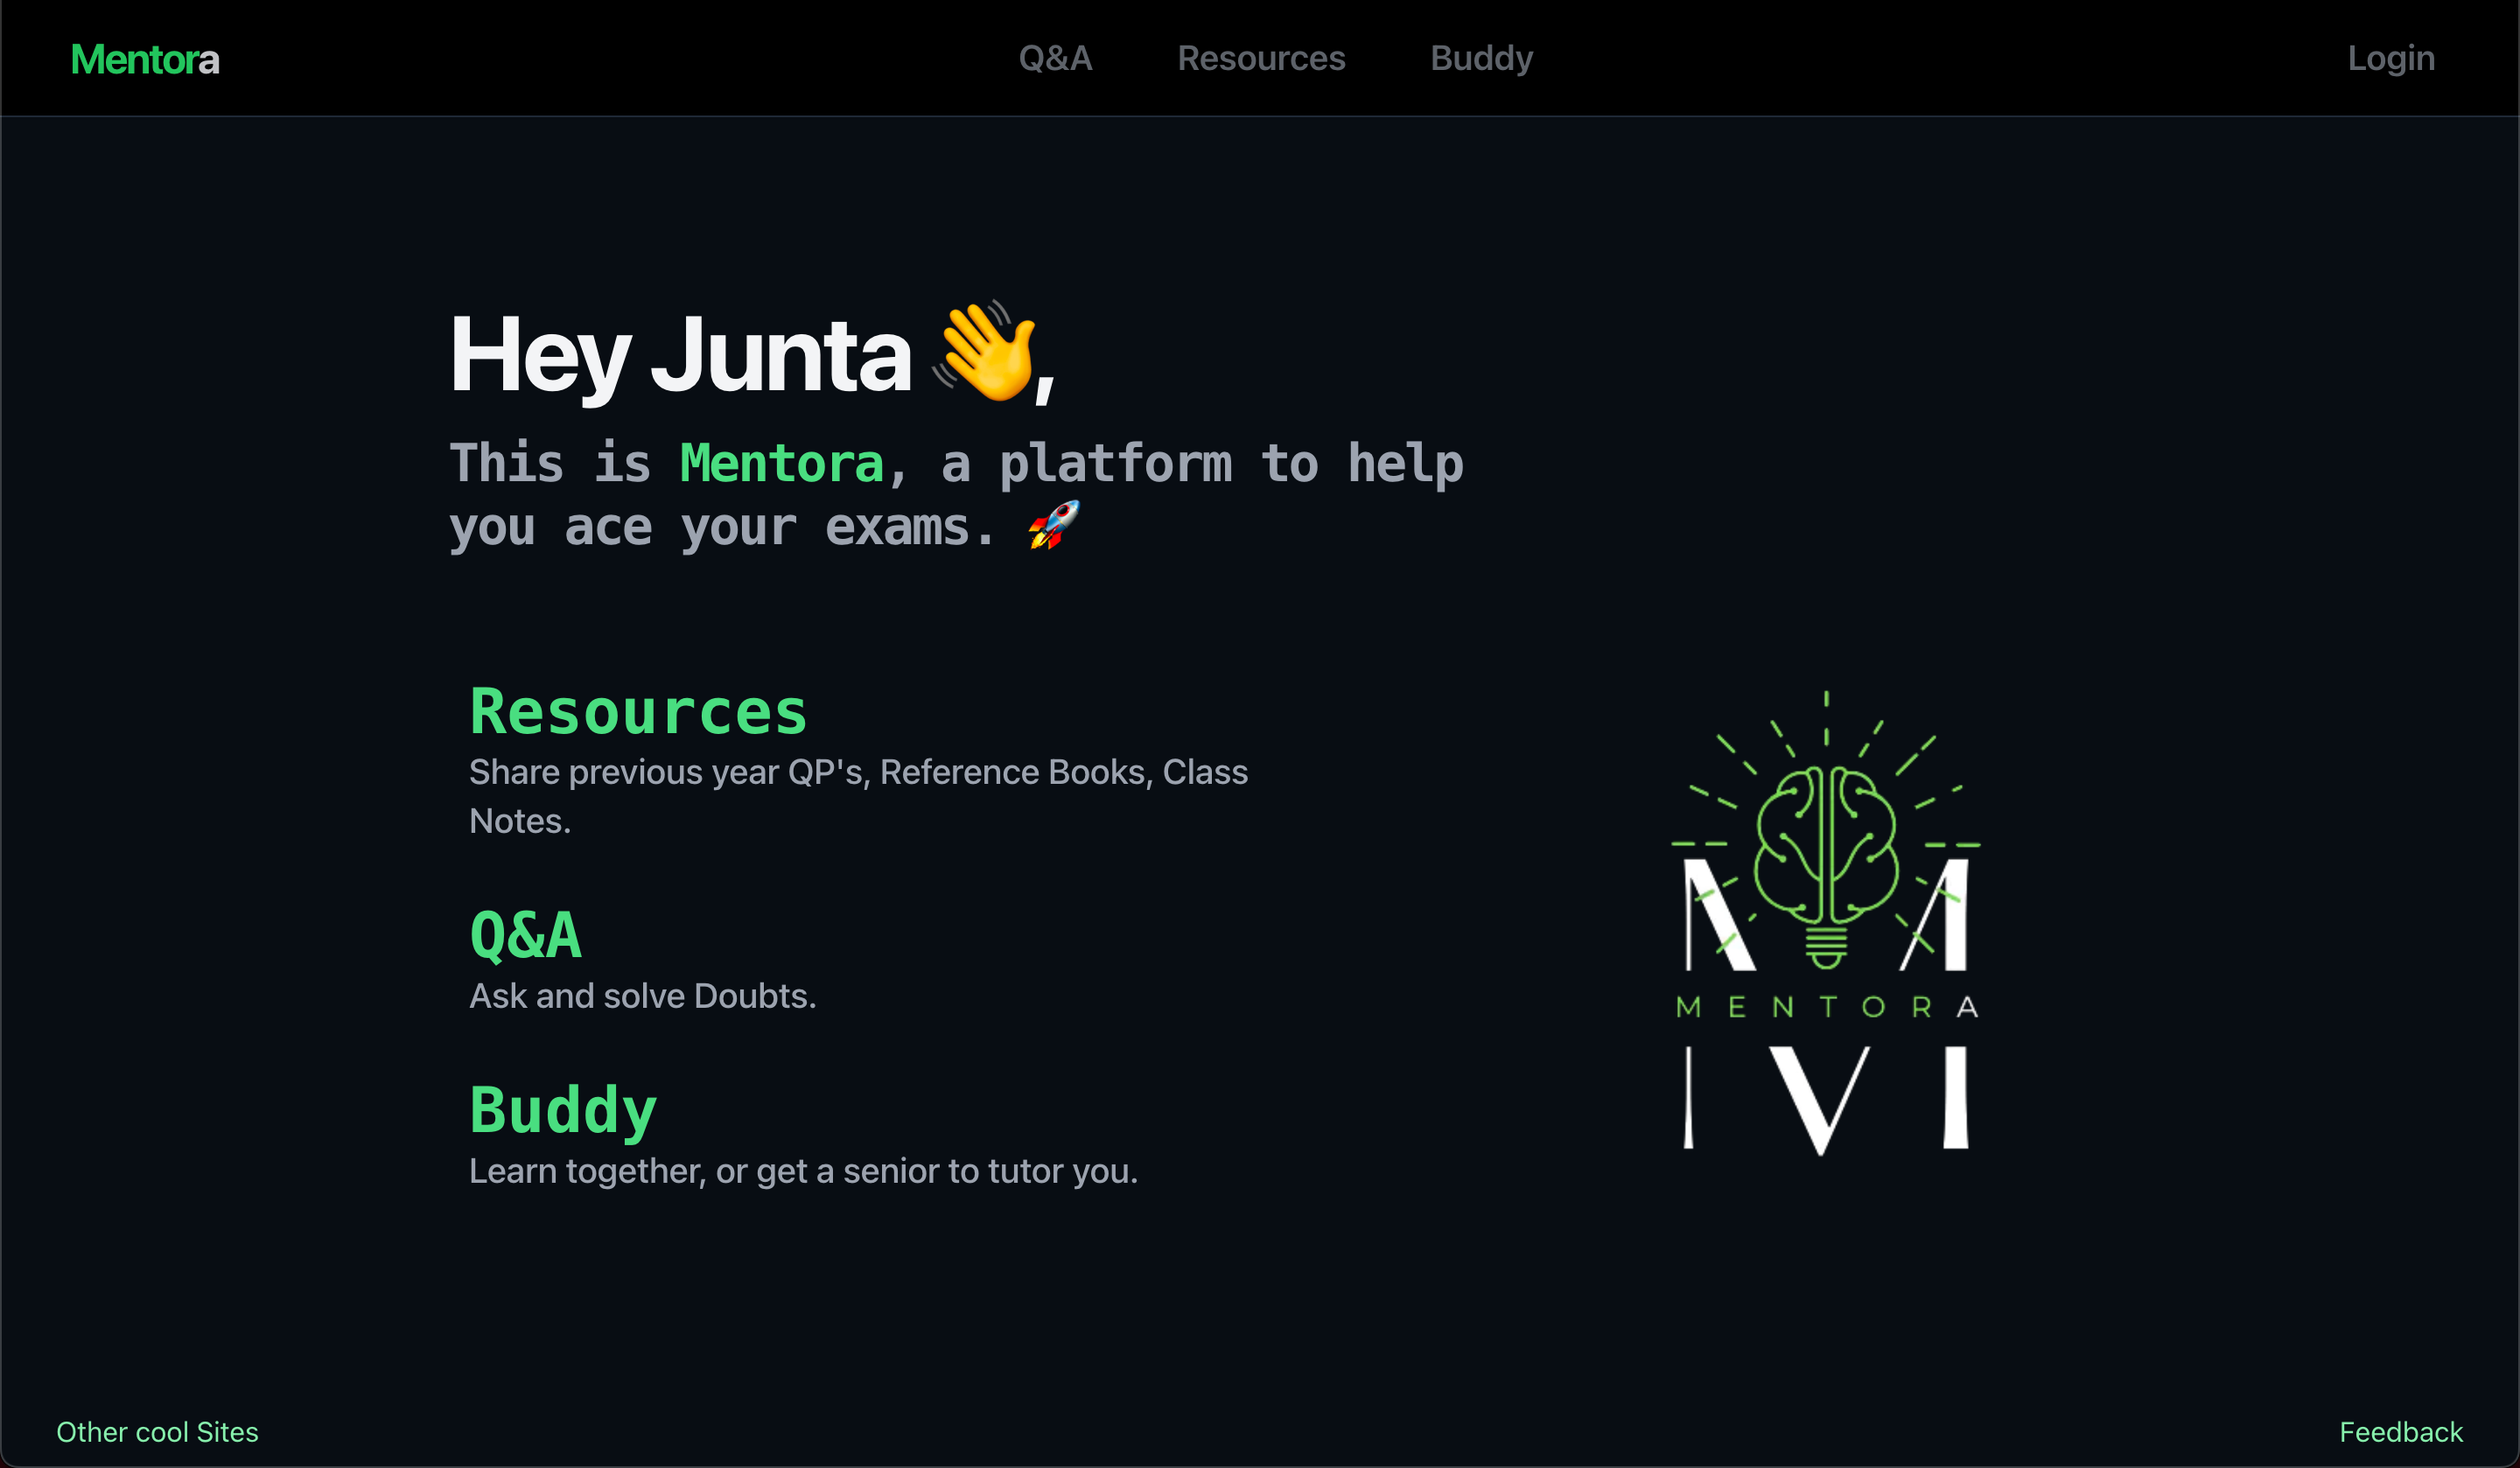 Mentora
Q&A
Resources
Buddy
Login
Hey Junta 👋,
This is Mentora, a platform to help
you ace your exams. 🚀
Resources
Share previous year QP's, Reference Books, Class
Notes.
Q&A
Ask and solve Doubts.
Buddy
Learn together, or get a senior to tutor you.
MENTORA
Other cool Sites
Feedback